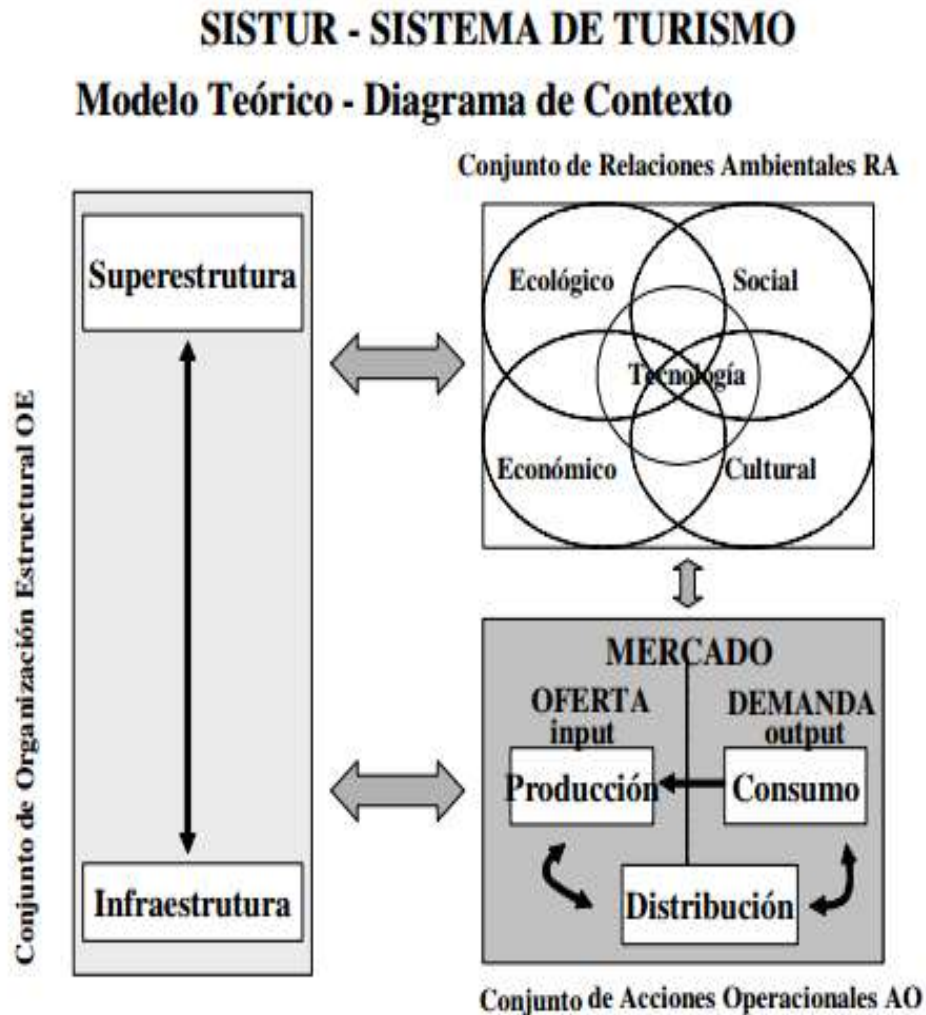 SISTUR - SISTEMA DE TURISMO
Modelo Teórico - Diagrama de Contexto
Conjunto de Organización Estructural OE
Superestrutura
Infraestrutura
Conjunto de Relaciones Ambientales RA
Ecológico
Social
Tecnología
Económico
Cultural
MERCADO
OFERTA
input
DEMANDA
output
Producción
Consumo
Distribución
Conjunto de Acciones Operacionales AO